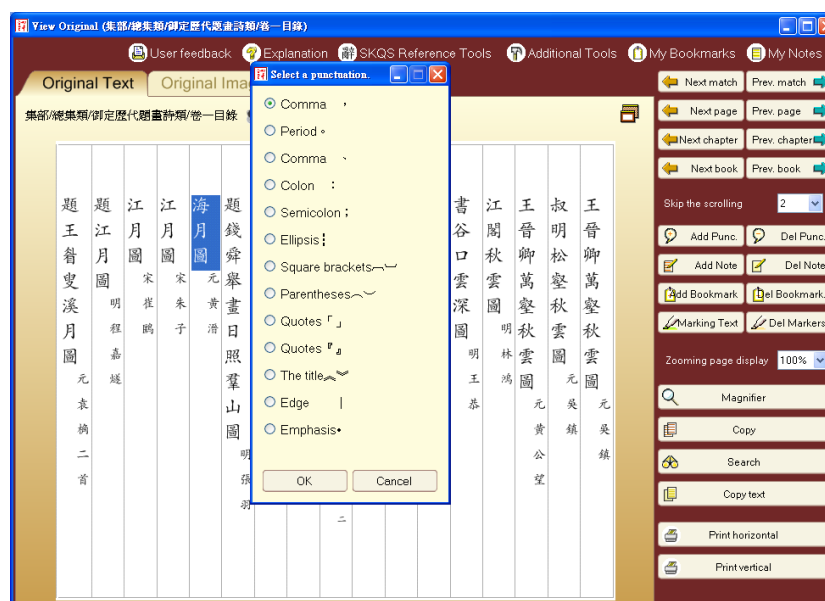 View Original (集部/總集類/御定歷代題畫詩類/卷一目錄)
User feedback
Explanation
SKQS Reference Tools
Additional Tools
My Bookmarks
My Notes
Original Text
Original Ima
集部/總集類/御定歷代題畫詩類/卷一目錄
王晉卿萬壑秋雲圖 元 吳鎮
叔明松壑秋雲圖 元 吳鎮
王晉卿萬壑秋雲圖 元 黃公望
江閣秋雲圖 明 林鴻
書谷口雲深圖 明 王恭
二
題錢舜舉畫日照羣山圖 明 張羽
海月圖 元 黃溍
江月圖 宋 朱子
江月圖 宋 崔鶠
題江月圖 明 程嘉燧
題王叟溪月圖 元 袁桷 二首
Select a punctuation.
Comma ，
Period 。
Comma 、
Colon ：
Semicolon ；
Ellipsis ┇
Square brackets ︹︺
Parentheses ︵︶
Quotes 「」
Quotes 『』
The title ︽︾
Edge |
Emphasis •
OK
Cancel
Next match
Prev. match
Next page
Prev. page
Next chapter
Prev. chapter
Next book
Prev. book
Skip the scrolling
2
Add Punc.
Del Punc.
Add Note
Del Note
Add Bookmark
Del Bookmark.
Marking Text
Del Markers
Zooming page display
100%
Magnifier
Copy
Search
Copy text
Print horizontal
Print vertical